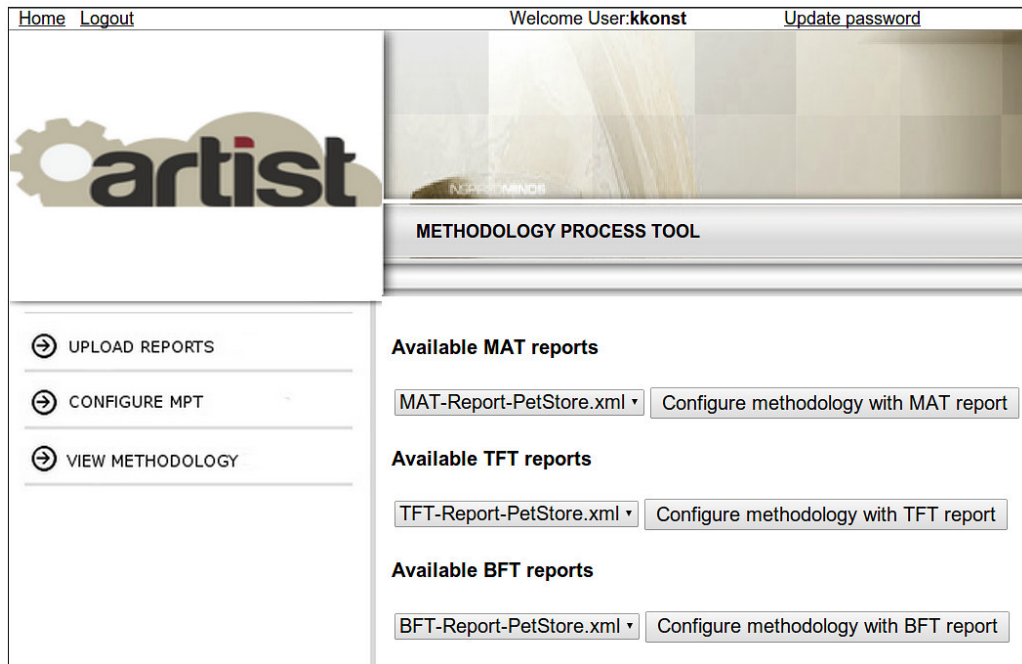 Home Logout Welcome User:kkonst Update password
artist
INSPIREDMINDS
METHODOLOGY PROCESS TOOL
UPLOAD REPORTS
CONFIGURE MPT
VIEW METHODOLOGY
Available MAT reports
MAT-Report-PetStore.xml Configure methodology with MAT report
Available TFT reports
TFT-Report-PetStore.xml Configure methodology with TFT report
Available BFT reports
BFT-Report-PetStore.xml Configure methodology with BFT report